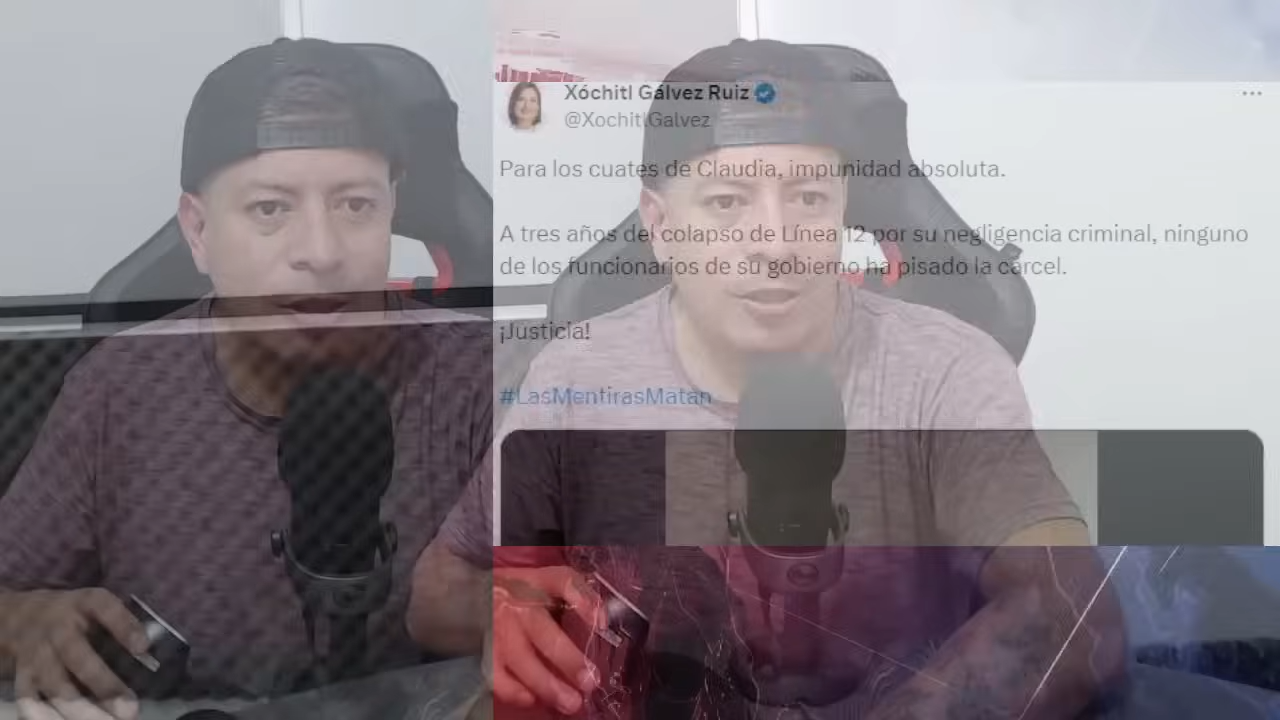 Xóchitl Gálvez Ruiz
@XochitlGalvez
Para los cuates de Claudia, impunidad absoluta.
A tres años del colapso de Línea 12 por su negligencia criminal, ninguno
de los funcionarios de su gobierno ha pisado la cárcel.
¡Justicia!
#LasMentirasMatan